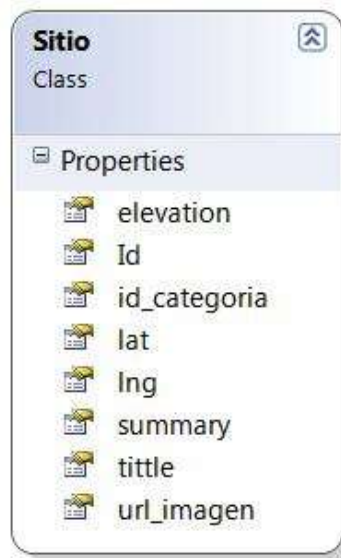 Sitio
Class
Properties
elevation
Id
id_categoria
lat
lng
summary
tittle
url_imagen